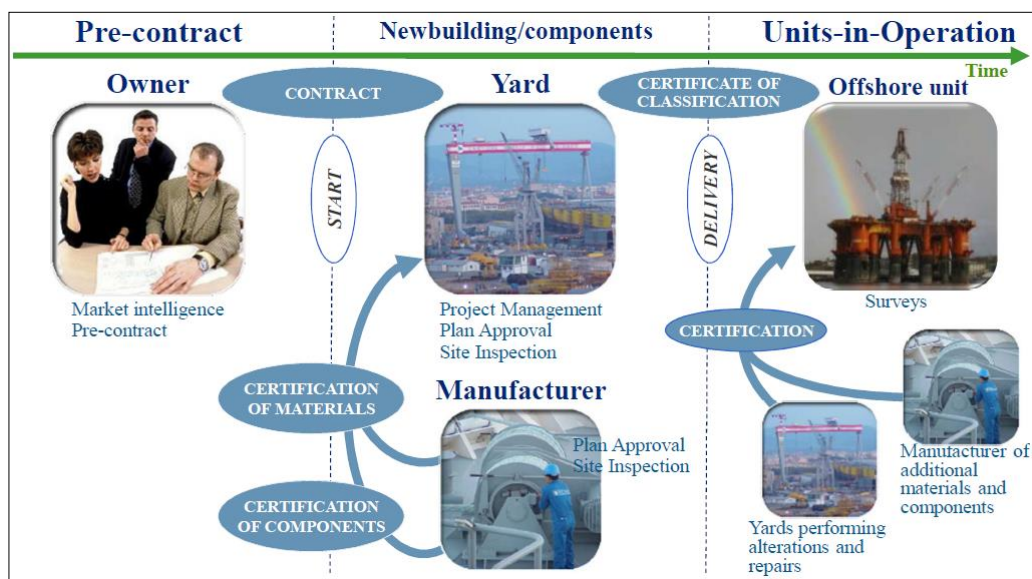 Pre-contract
Newbuilding/components
Units-in-Operation
Time
Owner
CONTRACT
Yard
CERTIFICATE OF
CLASSIFICATION
Offshore unit
START
DELIVERY
Market intelligence
Pre-contract
Project Management
Plan Approval
Site Inspection
Surveys
CERTIFICATION
CERTIFICATION
OF MATERIALS
Manufacturer
Plan Approval
Site Inspection
CERTIFICATION
OF COMPONENTS
Yards performing
alterations and
repairs
Manufacturer of
additional
materials and
components